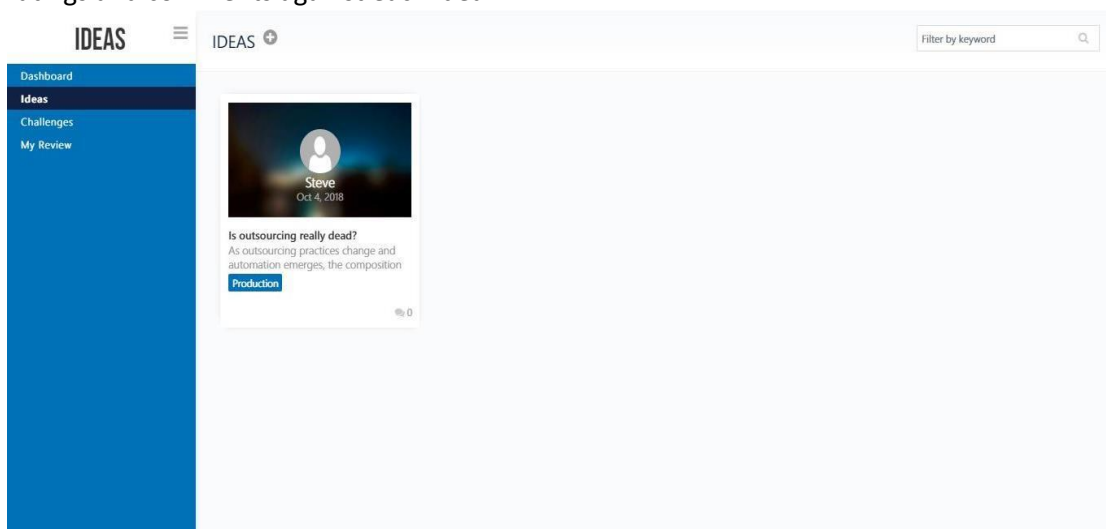 IDEAS
IDEAS
Filter by keyword
Dashboard
Ideas
Challenges
My Review
Steve
Oct 4, 2018
Is outsourcing really dead?
As outsourcing practices change and
automation emerges, the composition
Production
0